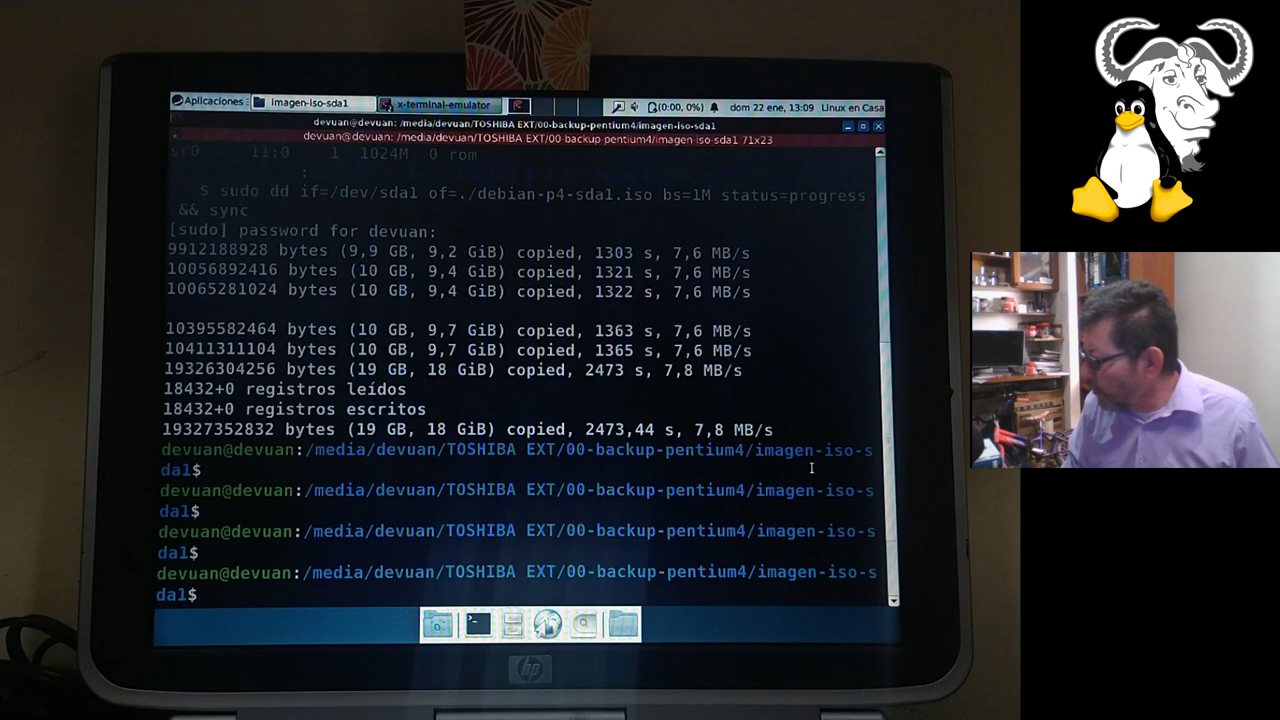 Aplicaciones
imagen-iso-sda1
x-terminal-emulator
(0:00, 0%)
dom 22 ene, 13:09
Linux en Casa
devuan@devuan: /media/devuan/TOSHIBA EXT/00-backup-pentium4/imagen-iso-sda1
devuan@devuan: /media/devuan/TOSHIBA EXT/00-backup-pentium4/imagen-iso-sda1 71x23
sr0 11:0 1 1024M 0 rom
:
$ sudo dd if=/dev/sda1 of=./debian-p4-sda1.iso bs=1M status=progress
&& sync
[sudo] password for devuan:
9912188928 bytes (9,9 GB, 9,2 GiB) copied, 1303 s, 7,6 MB/s
10056892416 bytes (10 GB, 9,4 GiB) copied, 1321 s, 7,6 MB/s
10065281024 bytes (10 GB, 9,4 GiB) copied, 1322 s, 7,6 MB/s
10395582464 bytes (10 GB, 9,7 GiB) copied, 1363 s, 7,6 MB/s
10411311104 bytes (10 GB, 9,7 GiB) copied, 1365 s, 7,6 MB/s
19326304256 bytes (19 GB, 18 GiB) copied, 2473 s, 7,8 MB/s
18432+0 registros leídos
18432+0 registros escritos
19327352832 bytes (19 GB, 18 GiB) copied, 2473,44 s, 7,8 MB/s
devuan@devuan:/media/devuan/TOSHIBA EXT/00-backup-pentium4/imagen-iso-s
da1$
devuan@devuan:/media/devuan/TOSHIBA EXT/00-backup-pentium4/imagen-iso-s
da1$
devuan@devuan:/media/devuan/TOSHIBA EXT/00-backup-pentium4/imagen-iso-s
da1$
devuan@devuan:/media/devuan/TOSHIBA EXT/00-backup-pentium4/imagen-iso-s
da1$
hp